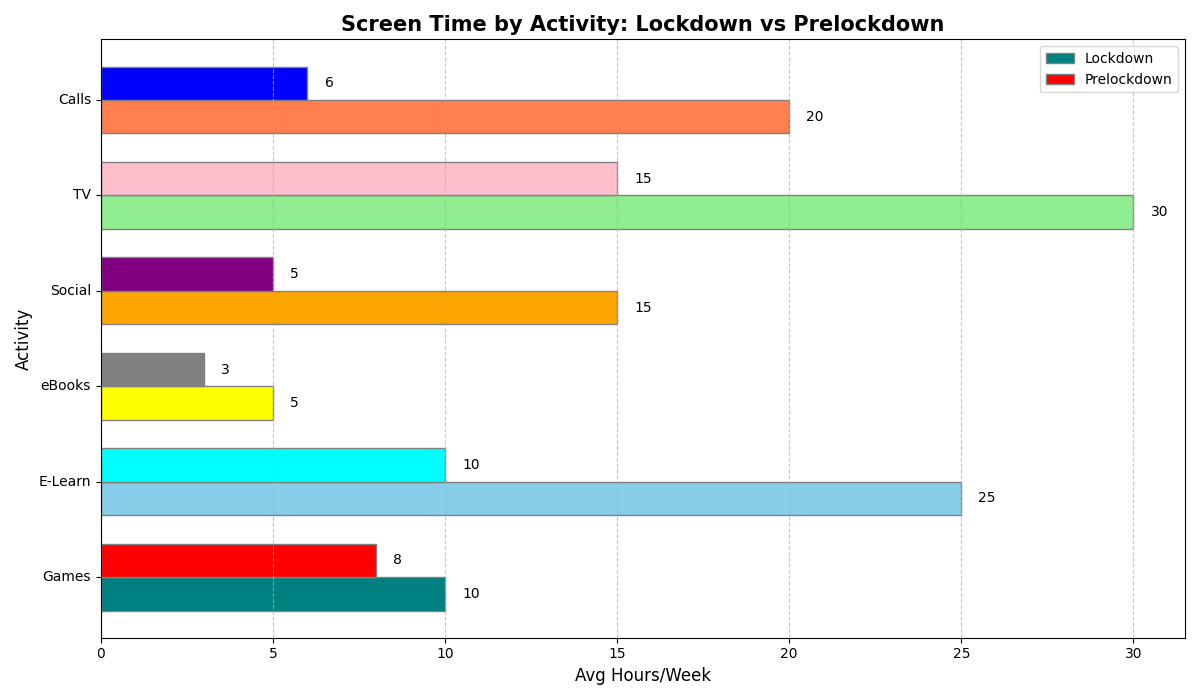 Screen Time by Activity: Lockdown vs Prelockdown
Lockdown
Prelockdown
Calls
6
20
TV
15
30
Social
5
15
eBooks
3
5
E-Learn
10
25
Games
8
10
Activity
0 5 10 15 20 25 30
Avg Hours/Week